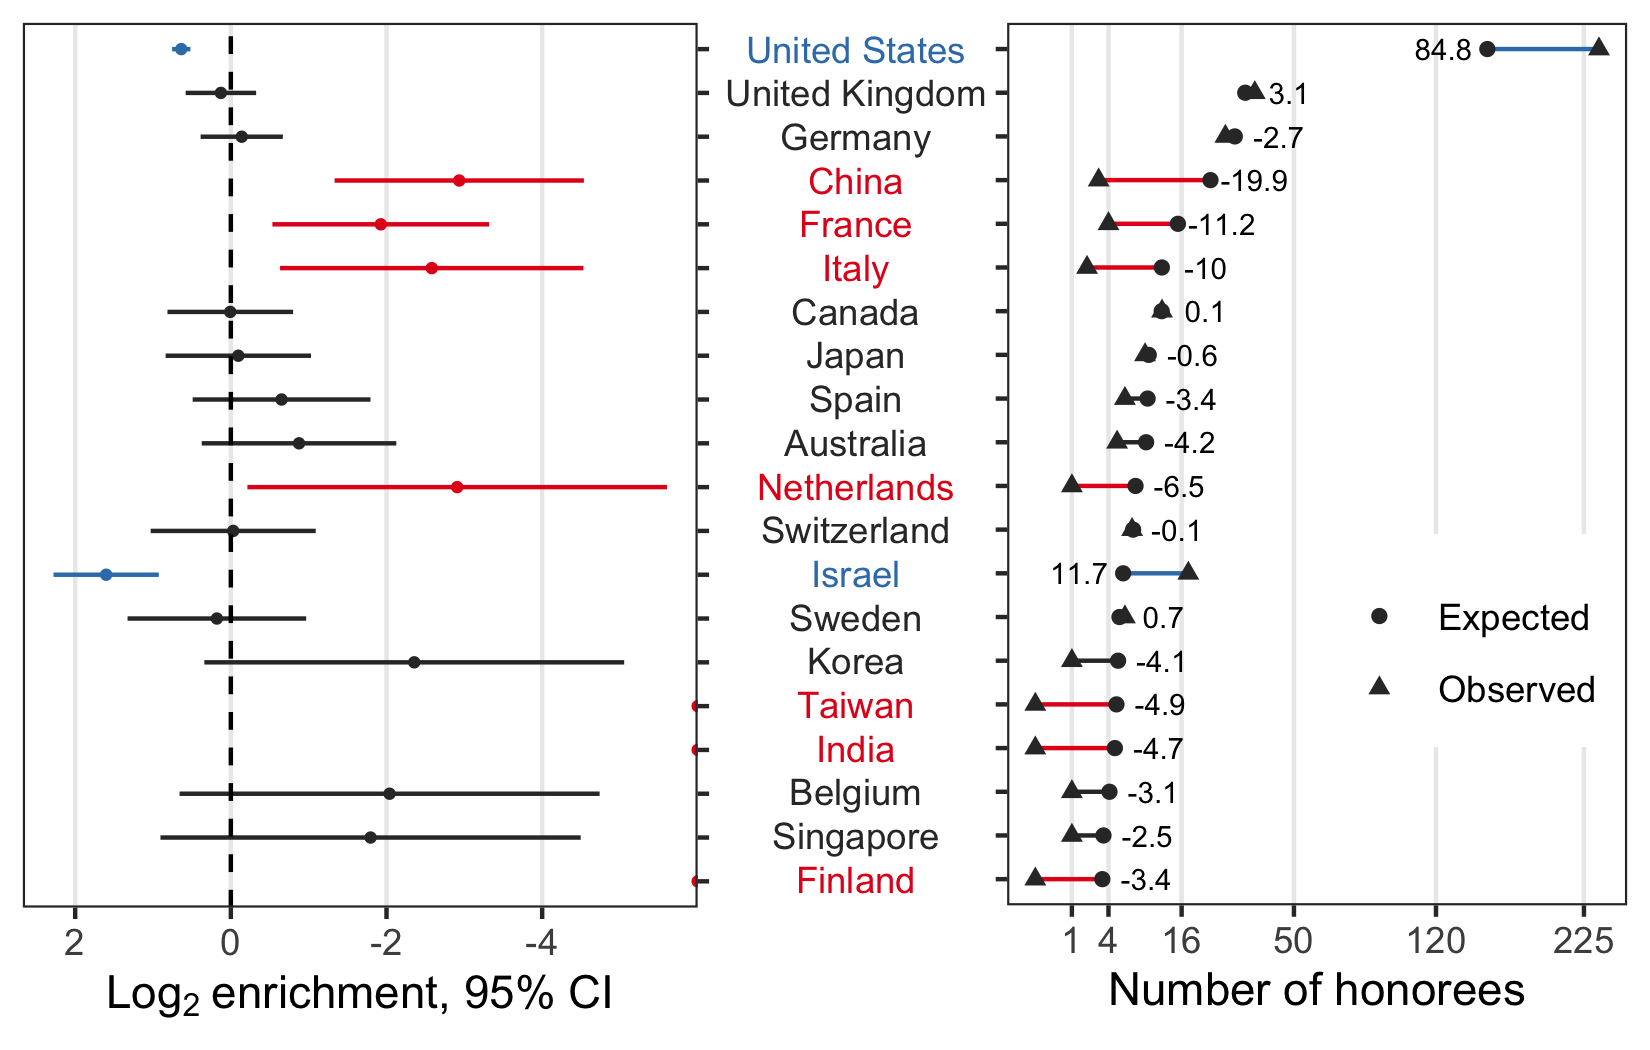 United States 84.8
United Kingdom 3.1
Germany -2.7
China -19.9
France -11.2
Italy -10
Canada 0.1
Japan -0.6
Spain -3.4
Australia -4.2
Netherlands -6.5
Switzerland -0.1
Israel 11.7
Sweden 0.7
Korea -4.1
Taiwan -4.9
India -4.7
Belgium -3.1
Singapore -2.5
Finland -3.4
Expected
Observed
2 0 -2 -4
Log₂ enrichment, 95% CI
1 4 16 50 120 225
Number of honorees